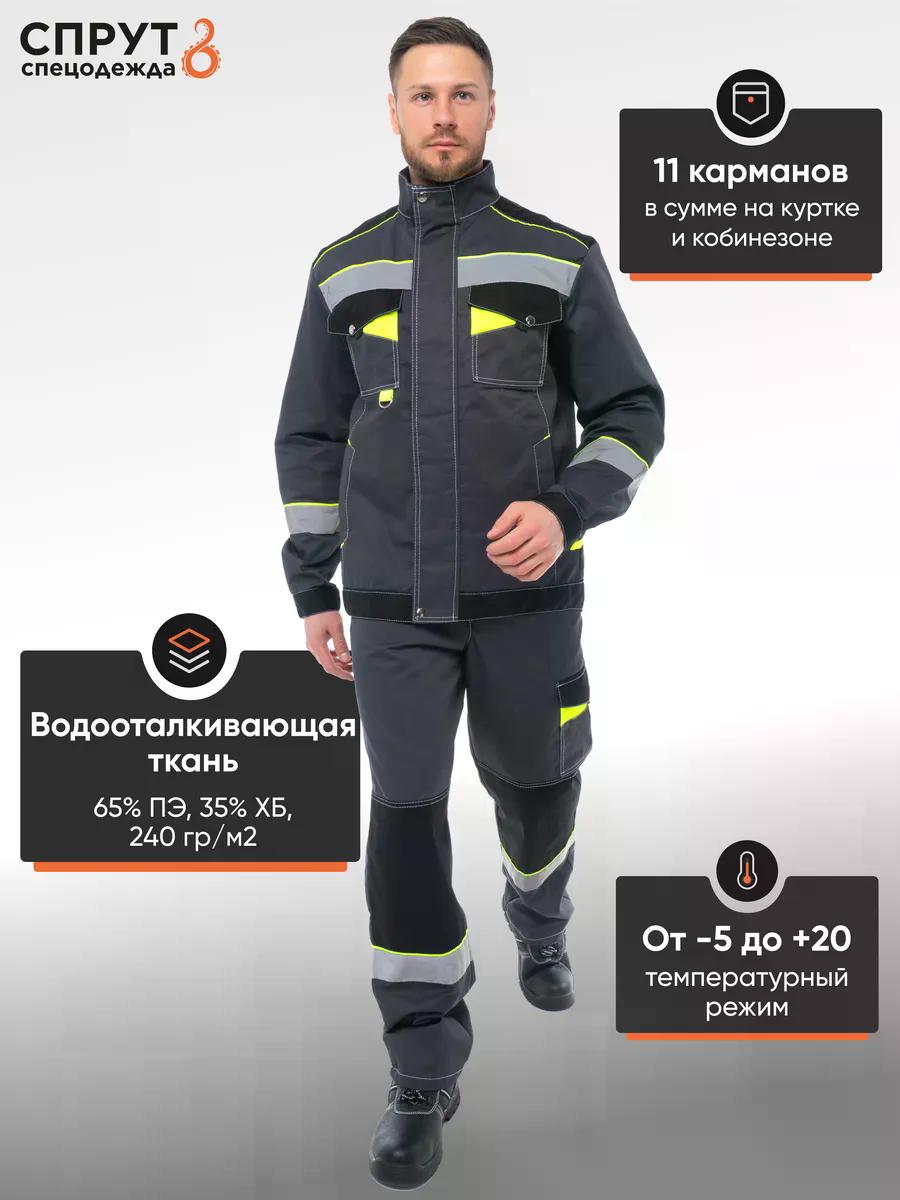 СПРУТ
спецодежда
11 карманов
в сумме на куртке
и кобинезоне
Водооталкивающая
ткань
65% ПЭ, 35% ХБ,
240 гр/м2
От -5 до +20
температурный
режим